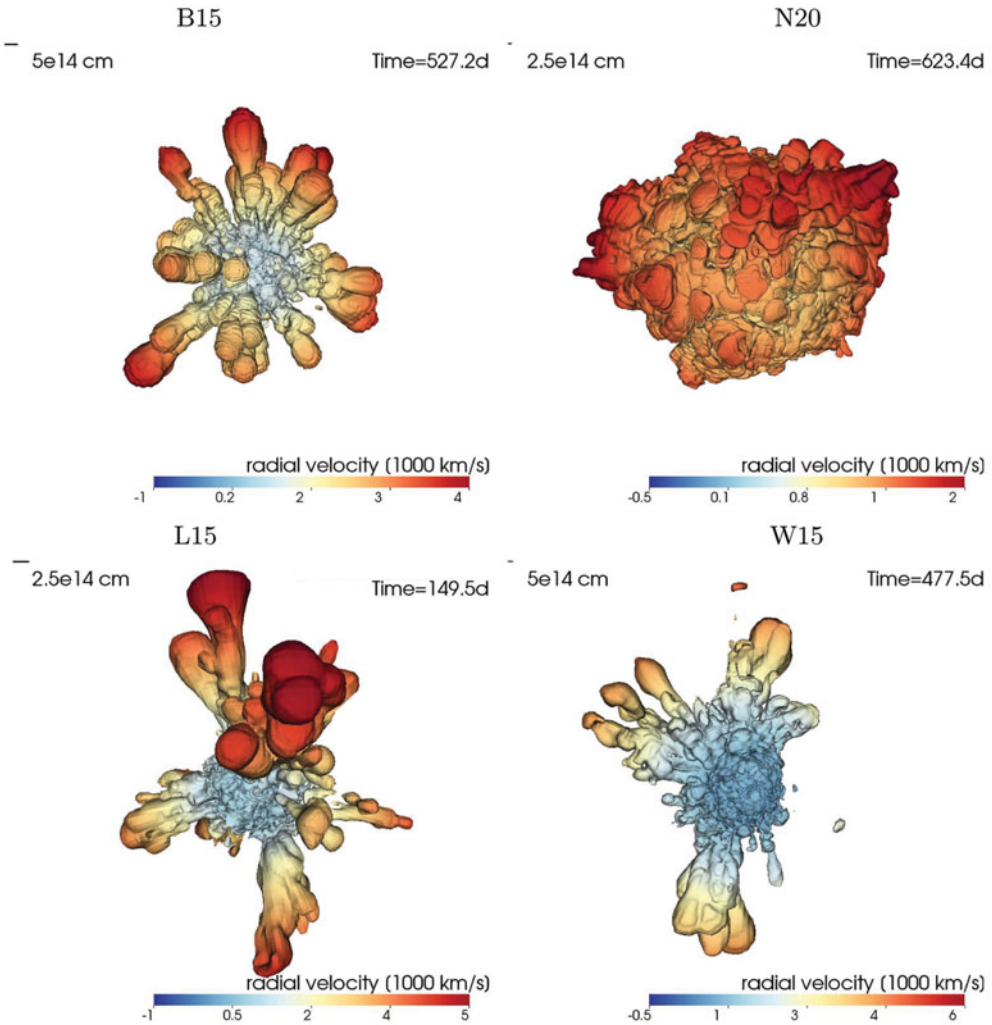 B15
N20
5e14 cm Time=527.2d
2.5e14 cm Time=623.4d
radial velocity [1000 km/s]
-1 0.2 2 3 4
radial velocity [1000 km/s]
-0.5 0.1 0.8 1 2
L15
W15
2.5e14 cm Time=149.5d
5e14 cm Time=477.5d
radial velocity [1000 km/s]
-1 0.5 2 4 5
radial velocity [1000 km/s]
-0.5 1 3 4 6